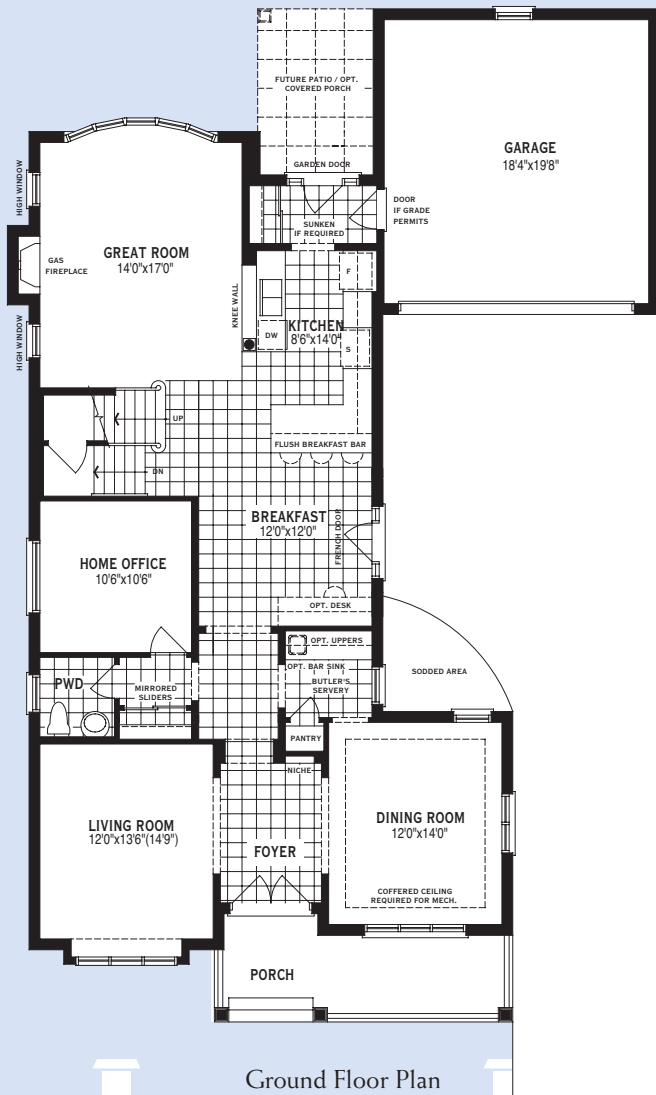 FUTURE PATIO / OPT.
COVERED PORCH
GARAGE
18'4"x19'8"
GARDEN DOOR
HIGH WINDOW
DOOR
IF GRADE
PERMITS
SUNKEN
IF REQUIRED
GREAT ROOM
14'0"x17'0"
GAS
FIREPLACE
F
KNEE WALL
KITCHEN
8'6"x14'0"
DW
S
HIGH WINDOW
UP
FLUSH BREAKFAST BAR
DN
BREAKFAST
12'0"x12'0"
FRENCH DOOR
HOME OFFICE
10'6"x10'6"
OPT. DESK
OPT. UPPERS
OPT. BAR SINK
BUTLER'S
SERVERY
SODDED AREA
PWD
MIRRORED
SLIDERS
PANTRY
NICHE
LIVING ROOM
12'0"x13'6"(14'9")
DINING ROOM
12'0"x14'0"
FOYER
COFFERED CEILING
REQUIRED FOR MECH.
PORCH
Ground Floor Plan